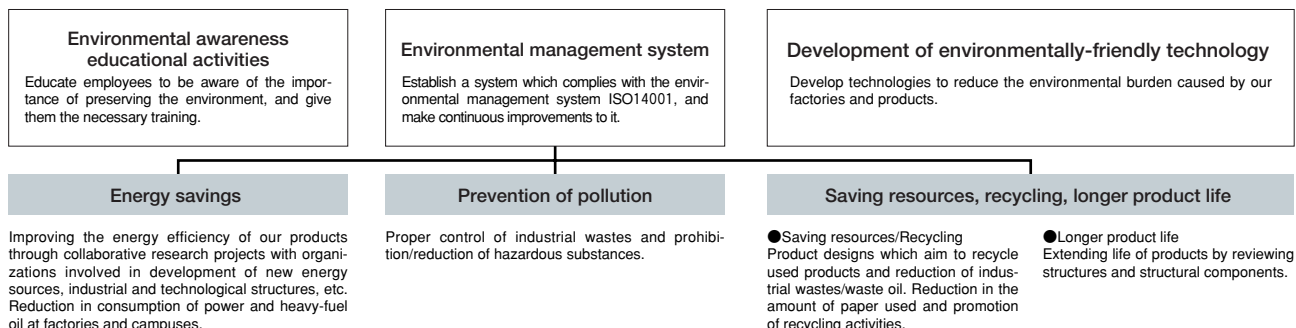 Environmental awareness
educational activities
Educate employees to be aware of the impor-
tance of preserving the environment, and give
them the necessary training.
Environmental management system
Establish a system which complies with the envir-
onmental management system ISO14001, and
make continuous improvements to it.
Development of environmentally-friendly technology
Develop technologies to reduce the environmental burden caused by our
factories and products.
Energy savings
Improving the energy efficiency of our products
through collaborative research projects with organi-
zations involved in development of new energy
sources, industrial and technological structures, etc.
Reduction in consumption of power and heavy-fuel
oil at factories and campuses.
Prevention of pollution
Proper control of industrial wastes and prohibi-
tion/reduction of hazardous substances.
Saving resources, recycling, longer product life
●Saving resources/Recycling
Product designs which aim to recycle
used products and reduction of indus-
trial wastes/waste oil. Reduction in the
amount of paper used and promotion
of recycling activities.
●Longer product life
Extending life of products by reviewing
structures and structural components.